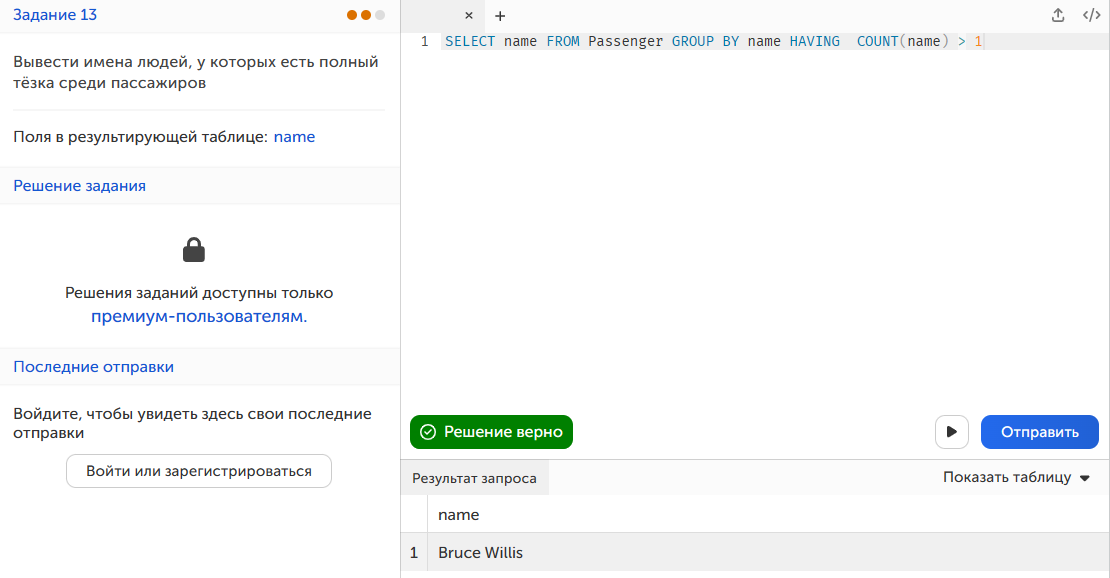 Задание 13
Вывести имена людей, у которых есть полный
тёзка среди пассажиров
Поля в результирующей таблице: name
Решение задания
Решения заданий доступны только
премиум-пользователям.
Последние отправки
Войдите, чтобы увидеть здесь свои последние
отправки
Войти или зарегистрироваться
× +
</>
1 SELECT name FROM Passenger GROUP BY name HAVING  COUNT(name) > 1
Решение верно
Отправить
Результат запроса
Показать таблицу
name
1 Bruce Willis